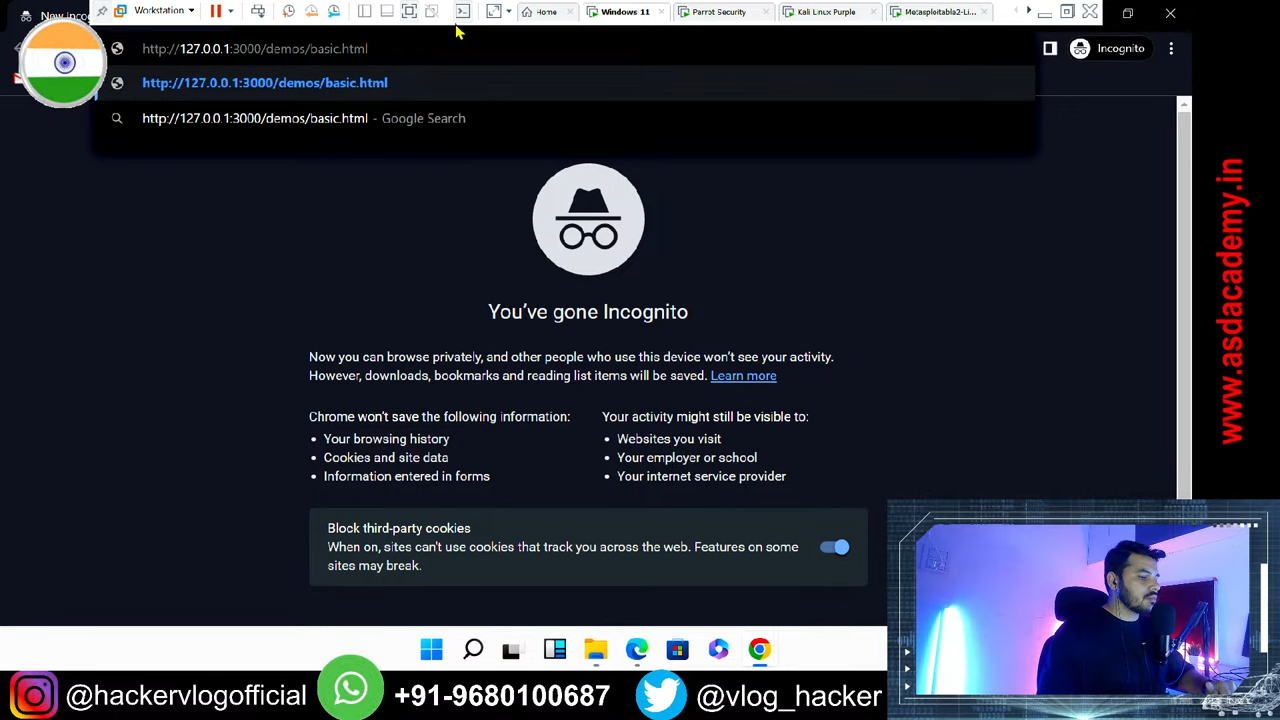 Workstation
Home
Windows 11
Parrot Security
Kali Linux Purple
Metasploitable2-Li...
http://127.0.0.1:3000/demos/basic.html
Incognito
http://127.0.0.1:3000/demos/basic.html
http://127.0.0.1:3000/demos/basic.html - Google Search
You've gone Incognito
Now you can browse privately, and other people who use this device won't see your activity.
However, downloads, bookmarks and reading list items will be saved. Learn more
Chrome won't save the following information:
Your browsing history
Cookies and site data
Information entered in forms
Your activity might still be visible to:
Websites you visit
Your employer or school
Your internet service provider
Block third-party cookies
When on, sites can't use cookies that track you across the web. Features on some
sites may break.
www.asdacademy.in
@hackervlogofficial
+91-9680100687
@vlog_hacker